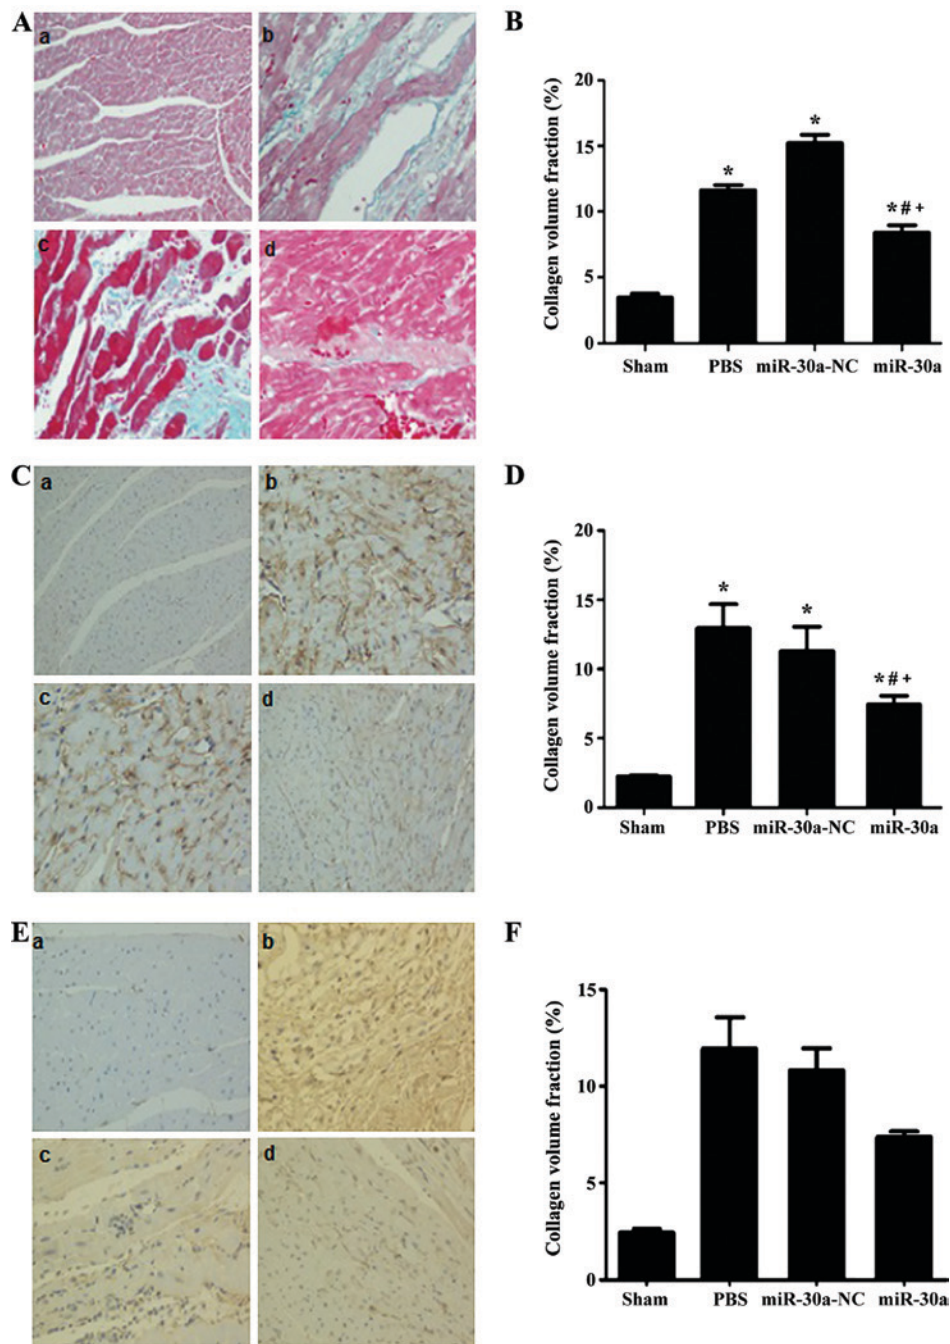 A
a
b
c
d
B
Collagen volume fraction (%)
20
15
10
5
0
*
*
* # +
Sham PBS miR-30a-NC miR-30a
C
a
b
c
d
D
Collagen volume fraction (%)
20
15
10
5
0
*
*
* # +
Sham PBS miR-30a-NC miR-30a
E
a
b
c
d
F
Collagen volume fraction (%)
15
10
5
0
Sham PBS miR-30a-NC miR-30a